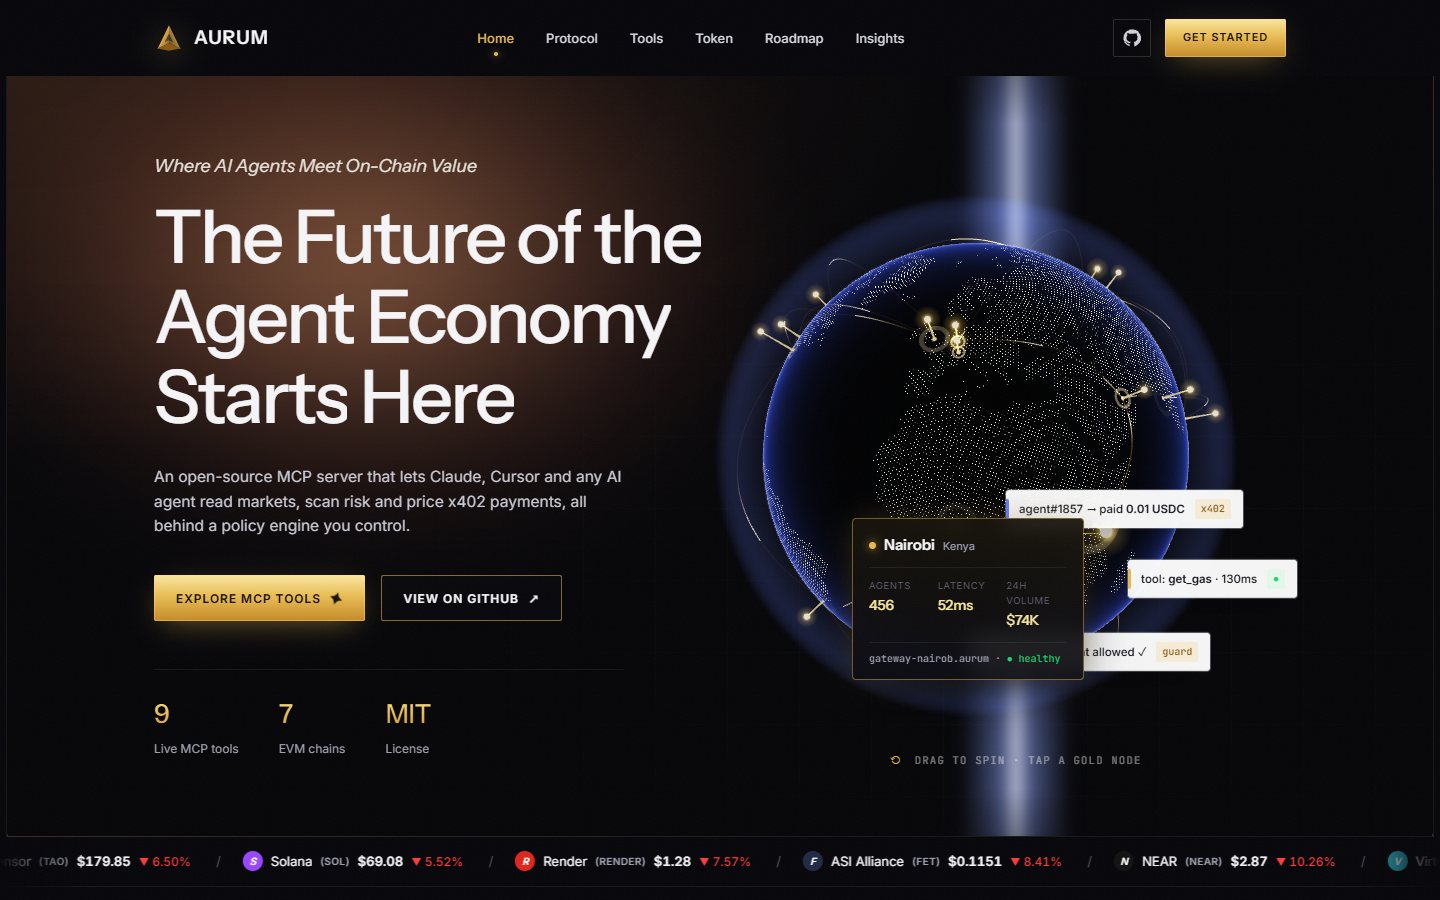 AURUM
Home
Protocol
Tools
Token
Roadmap
Insights
GET STARTED
Where AI Agents Meet On-Chain Value
The Future of the
Agent Economy
Starts Here
An open-source MCP server that lets Claude, Cursor and any AI
agent read markets, scan risk and price x402 payments, all
behind a policy engine you control.
EXPLORE MCP TOOLS
VIEW ON GITHUB ↗
9
Live MCP tools
7
EVM chains
MIT
License
agent#1857 → paid 0.01 USDC x402
tool: get_gas · 130ms
allowed ✓ guard
Nairobi Kenya
AGENTS
456
LATENCY
52ms
24H
VOLUME
$74K
gateway-nairob.aurum · ● healthy
DRAG TO SPIN · TAP A GOLD NODE
(TAO) $179.85 ▼ 6.50% / S Solana (SOL) $69.08 ▼ 5.52% / R Render (RENDER) $1.28 ▼ 7.57% / F ASI Alliance (FET) $0.1151 ▼ 8.41% / N NEAR (NEAR) $2.87 ▼ 10.26% / V